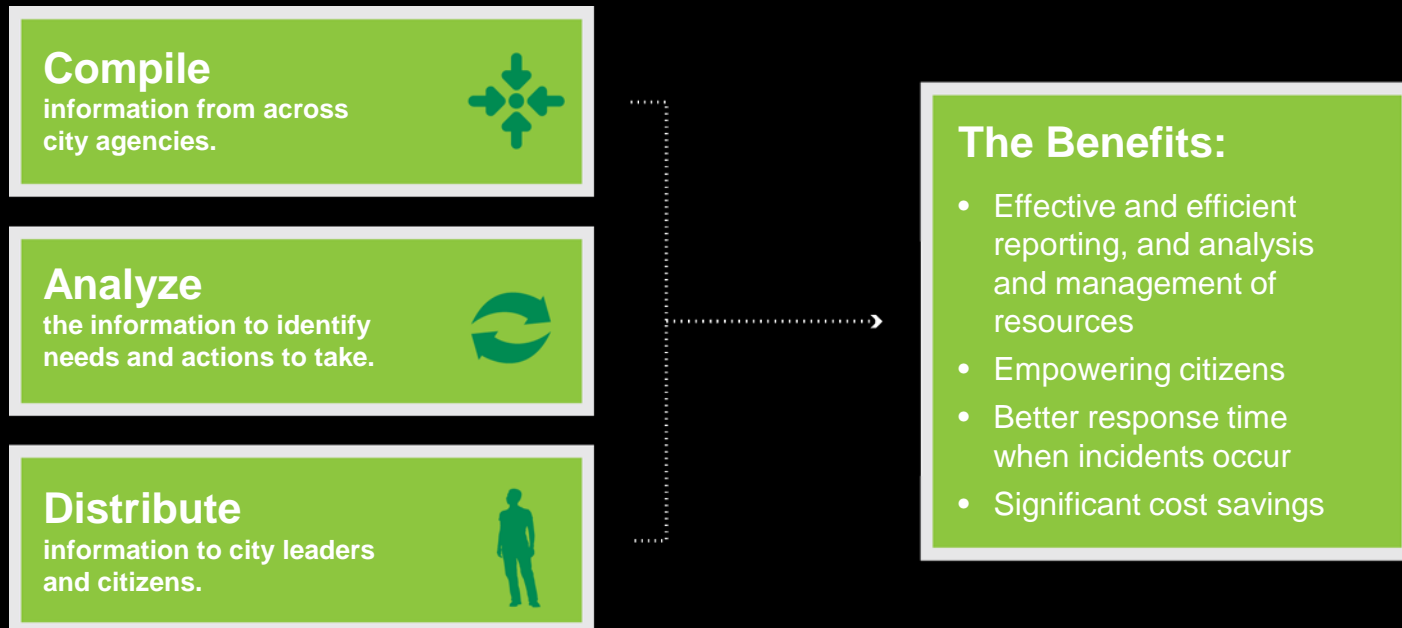 Compile
information from across
city agencies.
Analyze
the information to identify
needs and actions to take.
Distribute
information to city leaders
and citizens.
The Benefits:
• Effective and efficient
reporting, and analysis
and management of
resources
• Empowering citizens
• Better response time
when incidents occur
• Significant cost savings